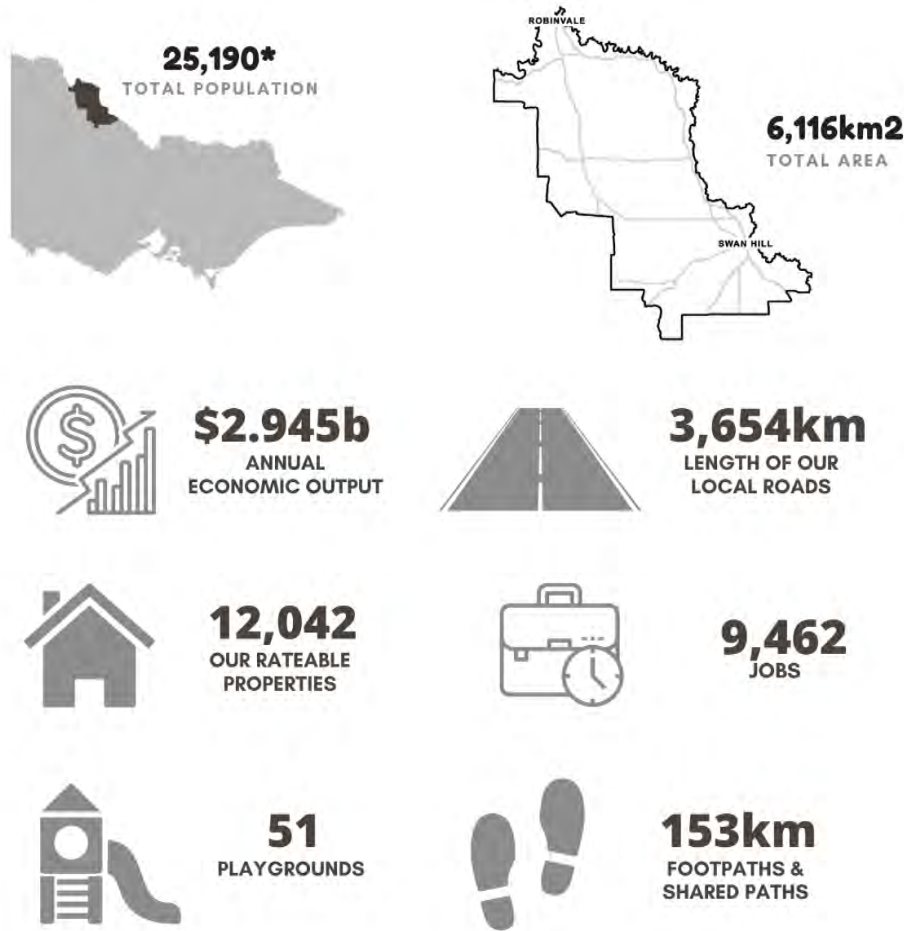 25,190*
TOTAL POPULATION
ROBINVALE
6,116km2
TOTAL AREA
SWAN HILL
$2.945b
ANNUAL
ECONOMIC OUTPUT
3,654km
LENGTH OF OUR
LOCAL ROADS
12,042
OUR RATEABLE
PROPERTIES
9,462
JOBS
51
PLAYGROUNDS
153km
FOOTPATHS &
SHARED PATHS